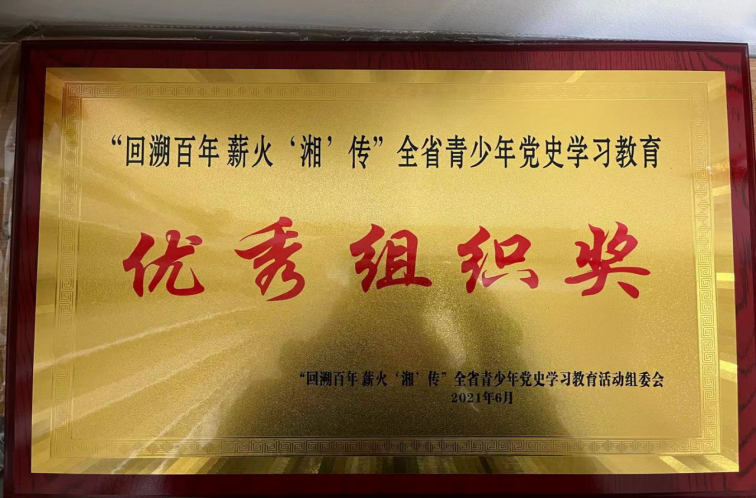 “回溯百年 薪火‘湘’传”全省青少年党史学习教育
优秀组织奖
“回溯百年 薪火‘湘’传”全省青少年党史学习教育活动组委会
2021年6月